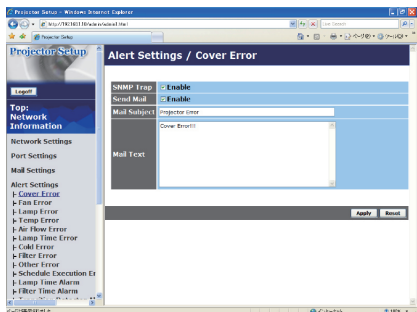 Projector Setup - Windows Internet Explorer
Projector Setup
Projector Setup
Logoff
Top:
Network
Information
Network Settings
Port Settings
Mail Settings
Alert Settings
Cover Error
Fan Error
Lamp Error
Temp Error
Air Flow Error
Lamp Time Error
Cold Error
Filter Error
Other Error
Schedule Execution Er
Lamp Time Alarm
Filter Time Alarm
Alert Settings / Cover Error
SNMP Trap Enable
Send Mail Enable
Mail Subject Projector Error
Mail Text Cover Error!!!
Apply Reset